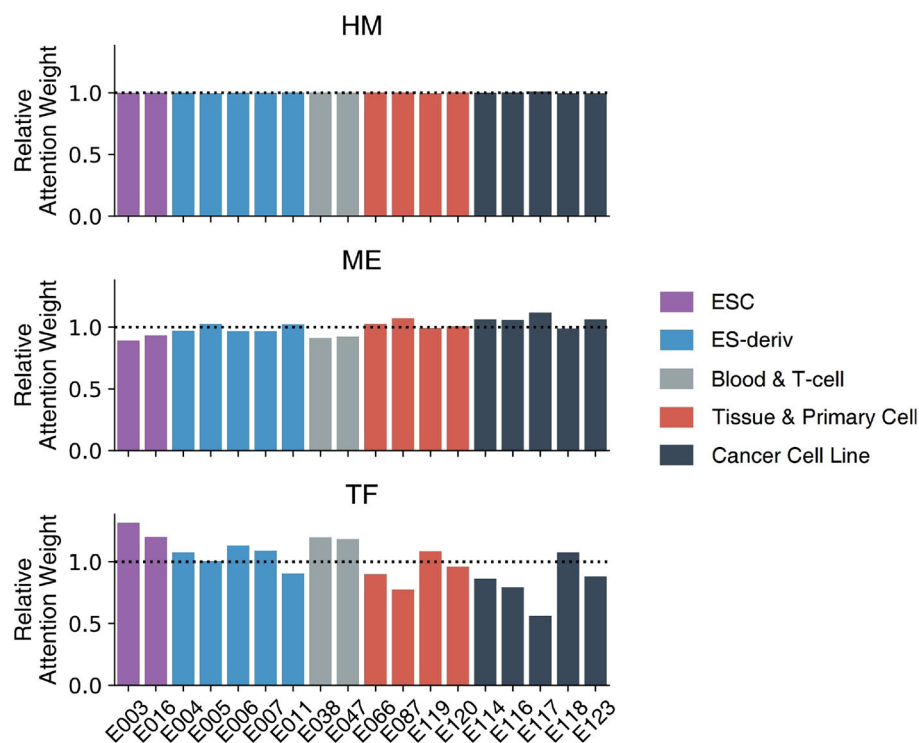 HM
Relative
Attention Weight
1.0
0.5
0.0
ME
Relative
Attention Weight
1.0
0.5
0.0
TF
Relative
Attention Weight
1.0
0.5
0.0
E003 E016 E004 E005 E006 E007 E011 E038 E047 E066 E087 E119 E120 E114 E116 E117 E118 E123
ESC
ES-deriv
Blood & T-cell
Tissue & Primary Cell
Cancer Cell Line